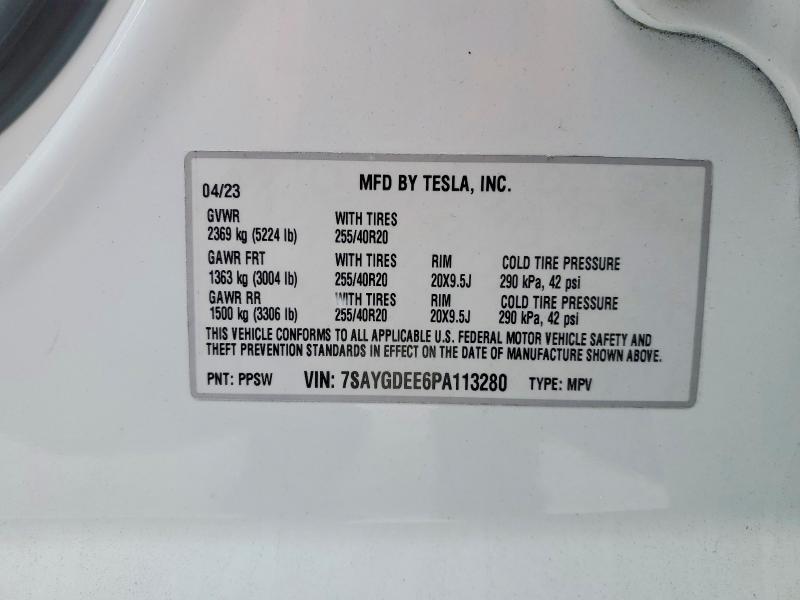 04/23 MFD BY TESLA, INC.
GVWR WITH TIRES
2369 kg (5224 lb) 255/40R20
GAWR FRT WITH TIRES RIM COLD TIRE PRESSURE
1363 kg (3004 lb) 255/40R20 20X9.5J 290 kPa, 42 psi
GAWR RR WITH TIRES RIM COLD TIRE PRESSURE
1500 kg (3306 lb) 255/40R20 20X9.5J 290 kPa, 42 psi
THIS VEHICLE CONFORMS TO ALL APPLICABLE U.S. FEDERAL MOTOR VEHICLE SAFETY AND
THEFT PREVENTION STANDARDS IN EFFECT ON THE DATE OF MANUFACTURE SHOWN ABOVE.
PNT: PPSW VIN: 7SAYGDEE6PA113280 TYPE: MPV